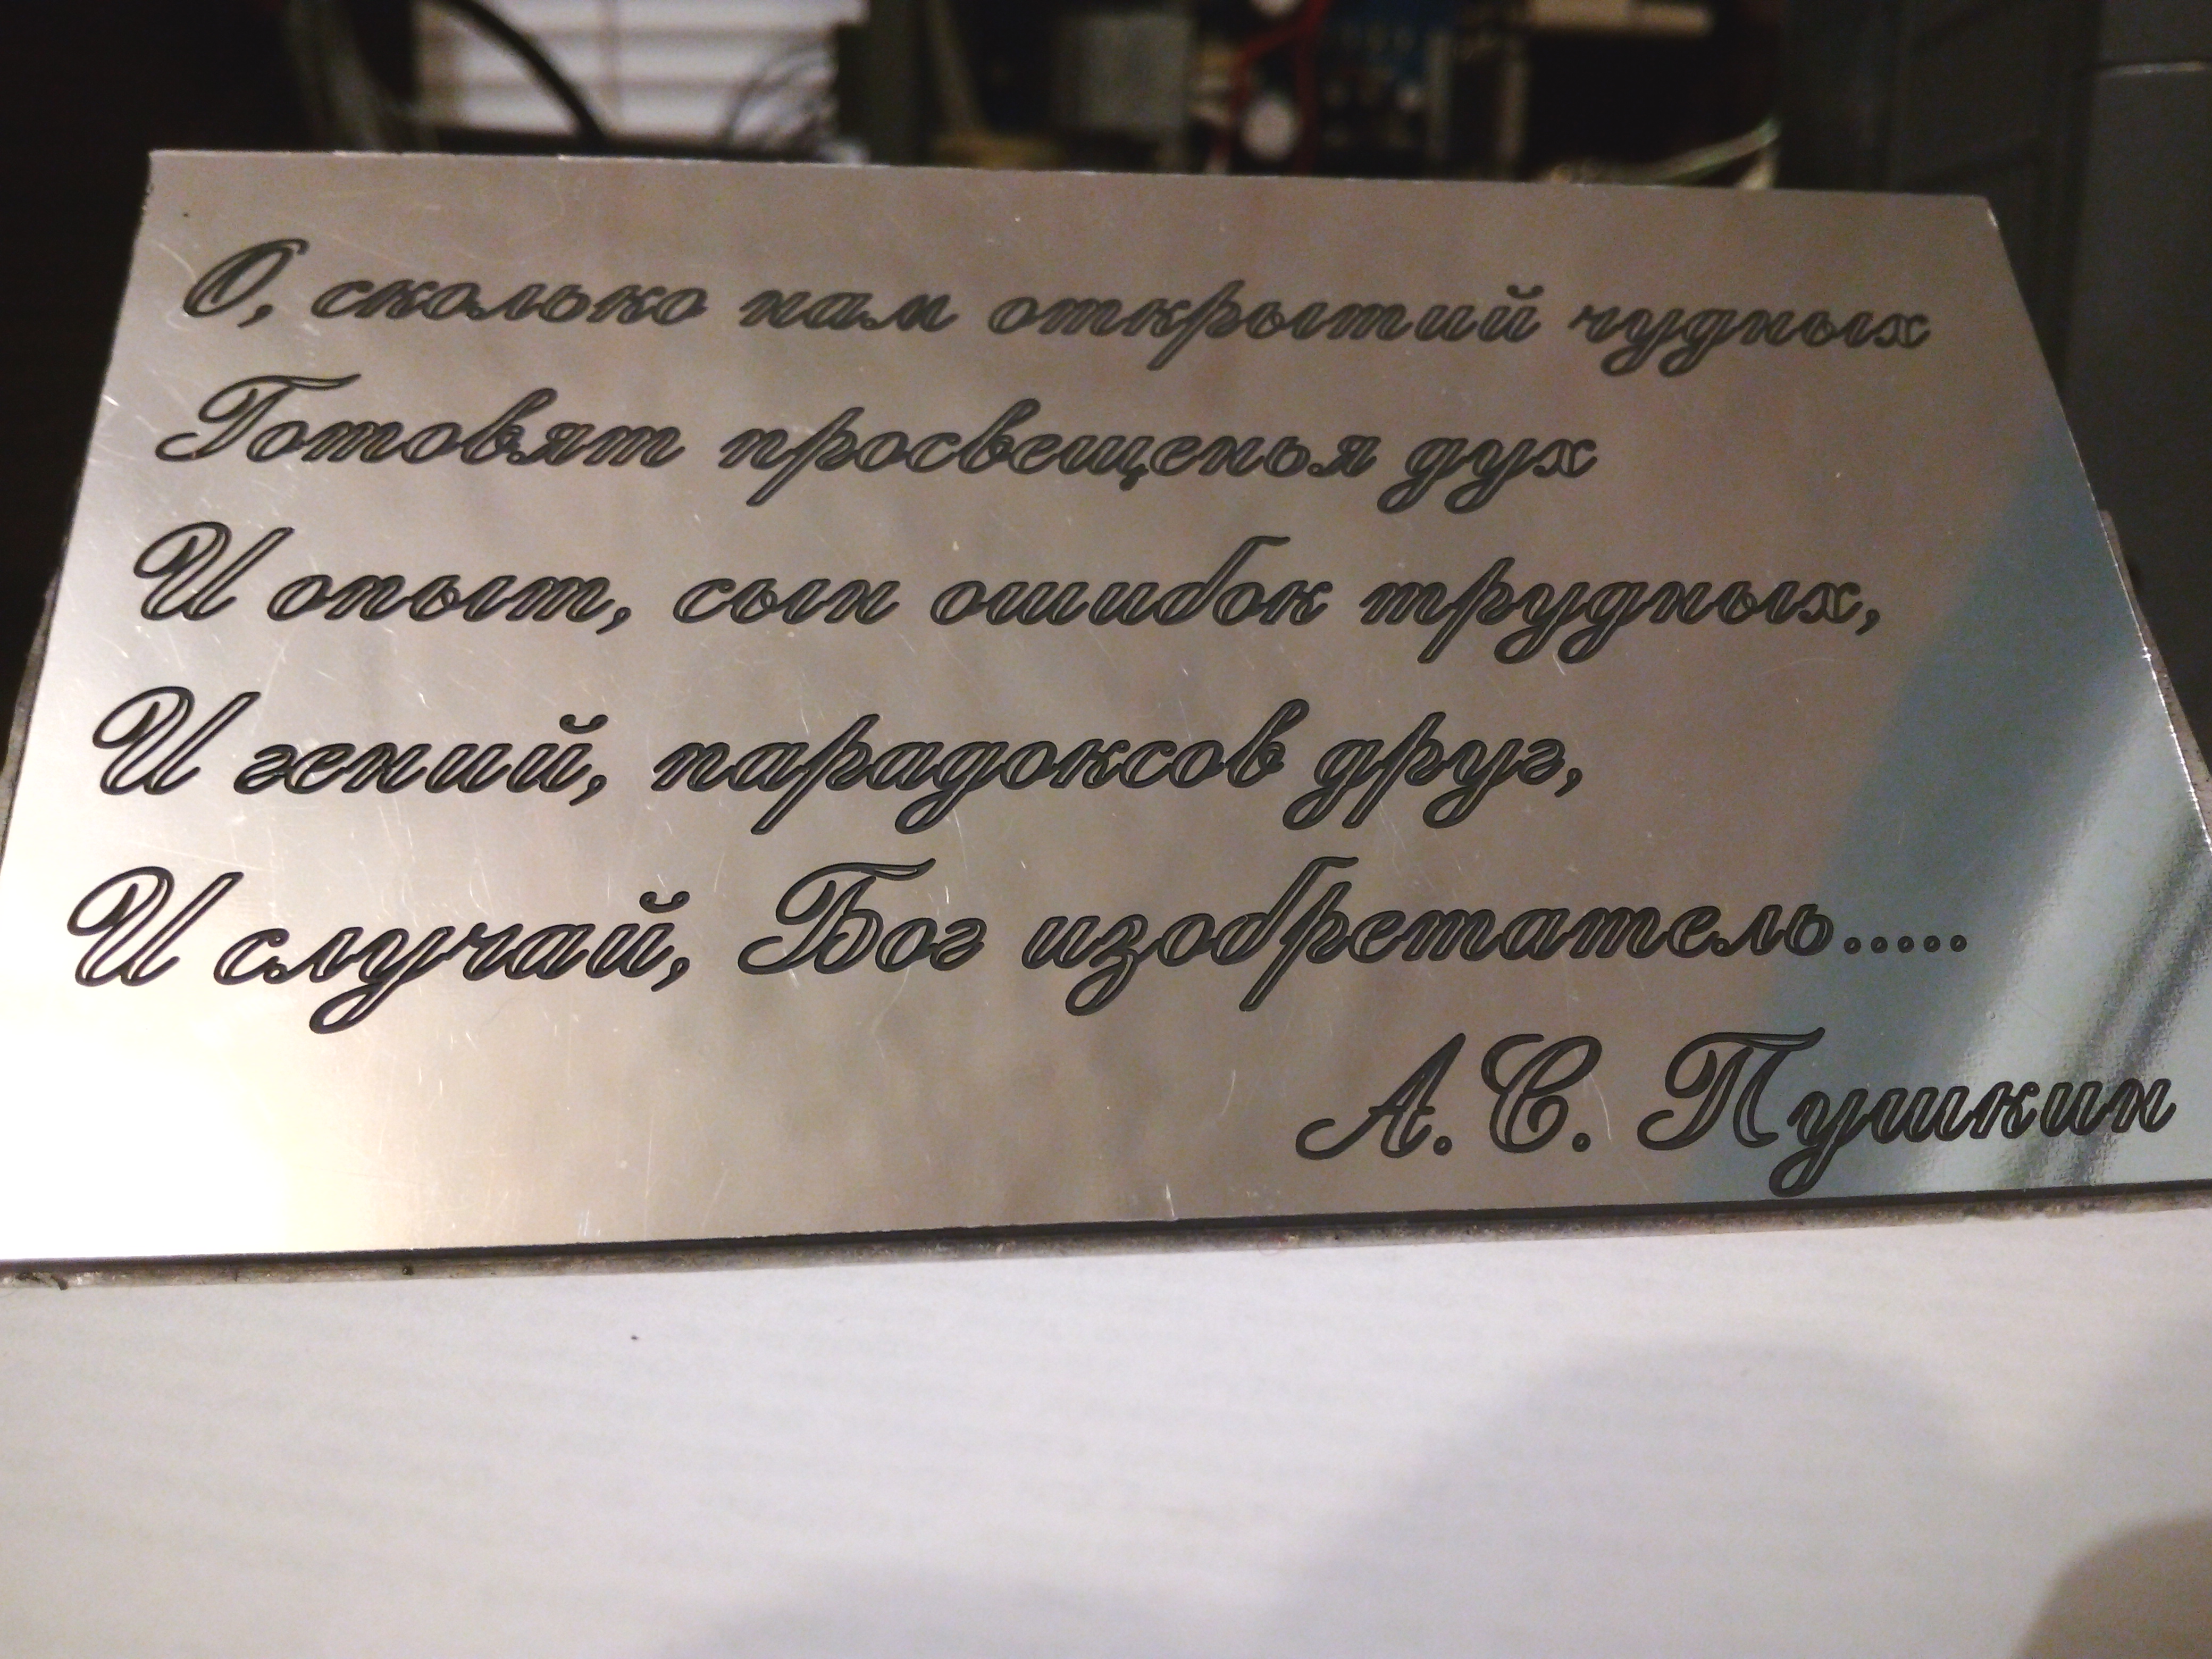 О, сколько нам открытий чудных
Готовят просвещенья дух
И опыт, сын ошибок трудных,
И гений, парадоксов друг,
И случай, Бог изобретатель.....
А.С. Пушкин